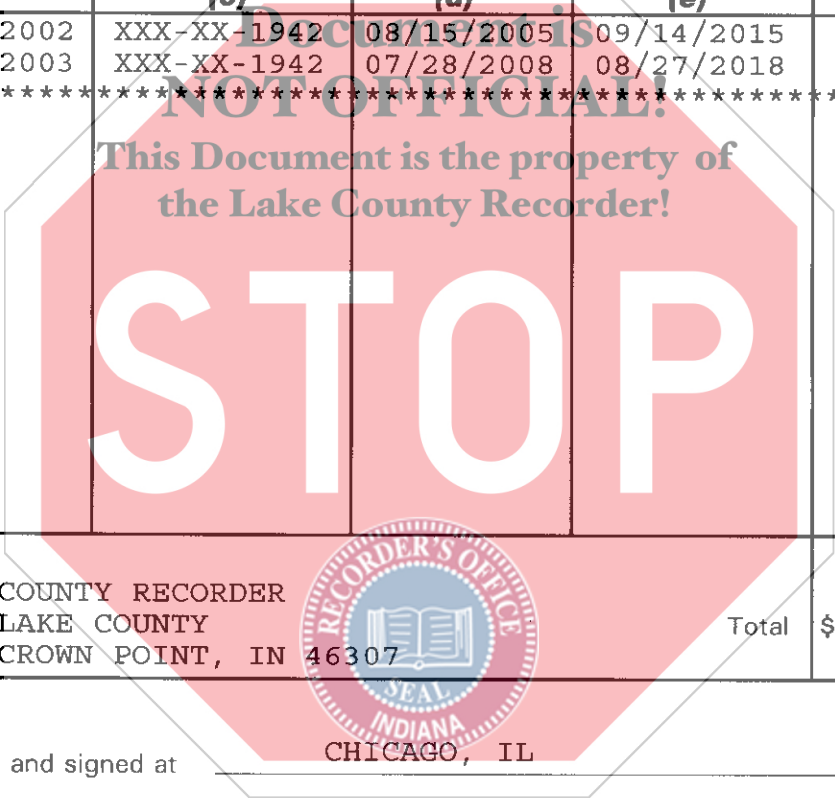 (d) (e)
Document is
2002 XXX-XX-1942 08/15/2005 09/14/2015
2003 XXX-XX-1942 07/28/2008 08/27/2018
NOT OFFICIAL!
This Document is the property of
the Lake County Recorder!
STOP
COUNTY RECORDER
LAKE COUNTY
CROWN POINT, IN 46307
Total $
RECORDER'S OFFICE
SEAL
INDIANA
and signed at CHICAGO, IL